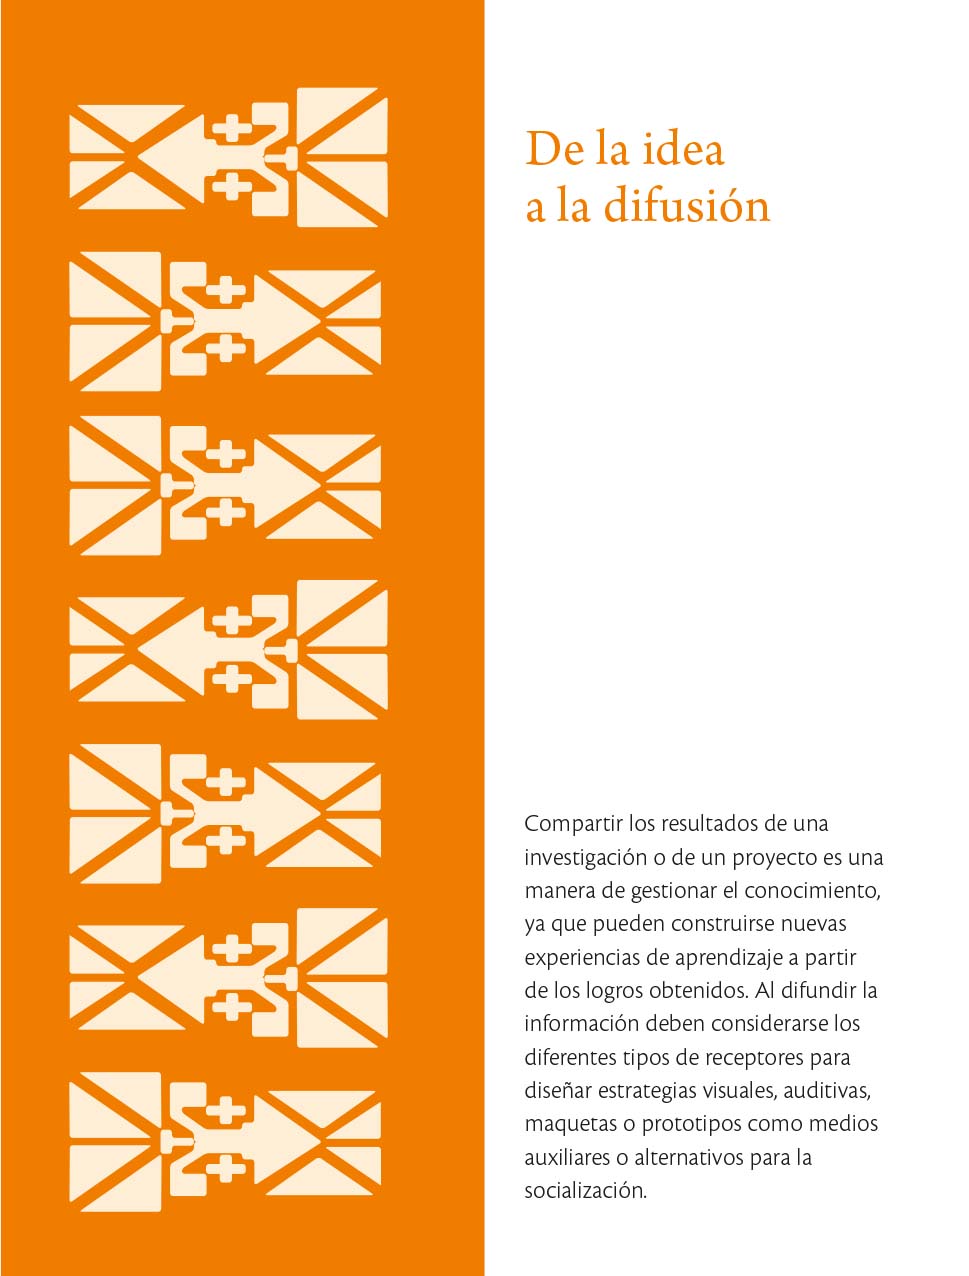 De la idea
a la difusión
Compartir los resultados de una
investigación o de un proyecto es una
manera de gestionar el conocimiento,
ya que pueden construirse nuevas
experiencias de aprendizaje a partir
de los logros obtenidos. Al difundir la
información deben considerarse los
diferentes tipos de receptores para
diseñar estrategias visuales, auditivas,
maquetas o prototipos como medios
auxiliares o alternativos para la
socialización.